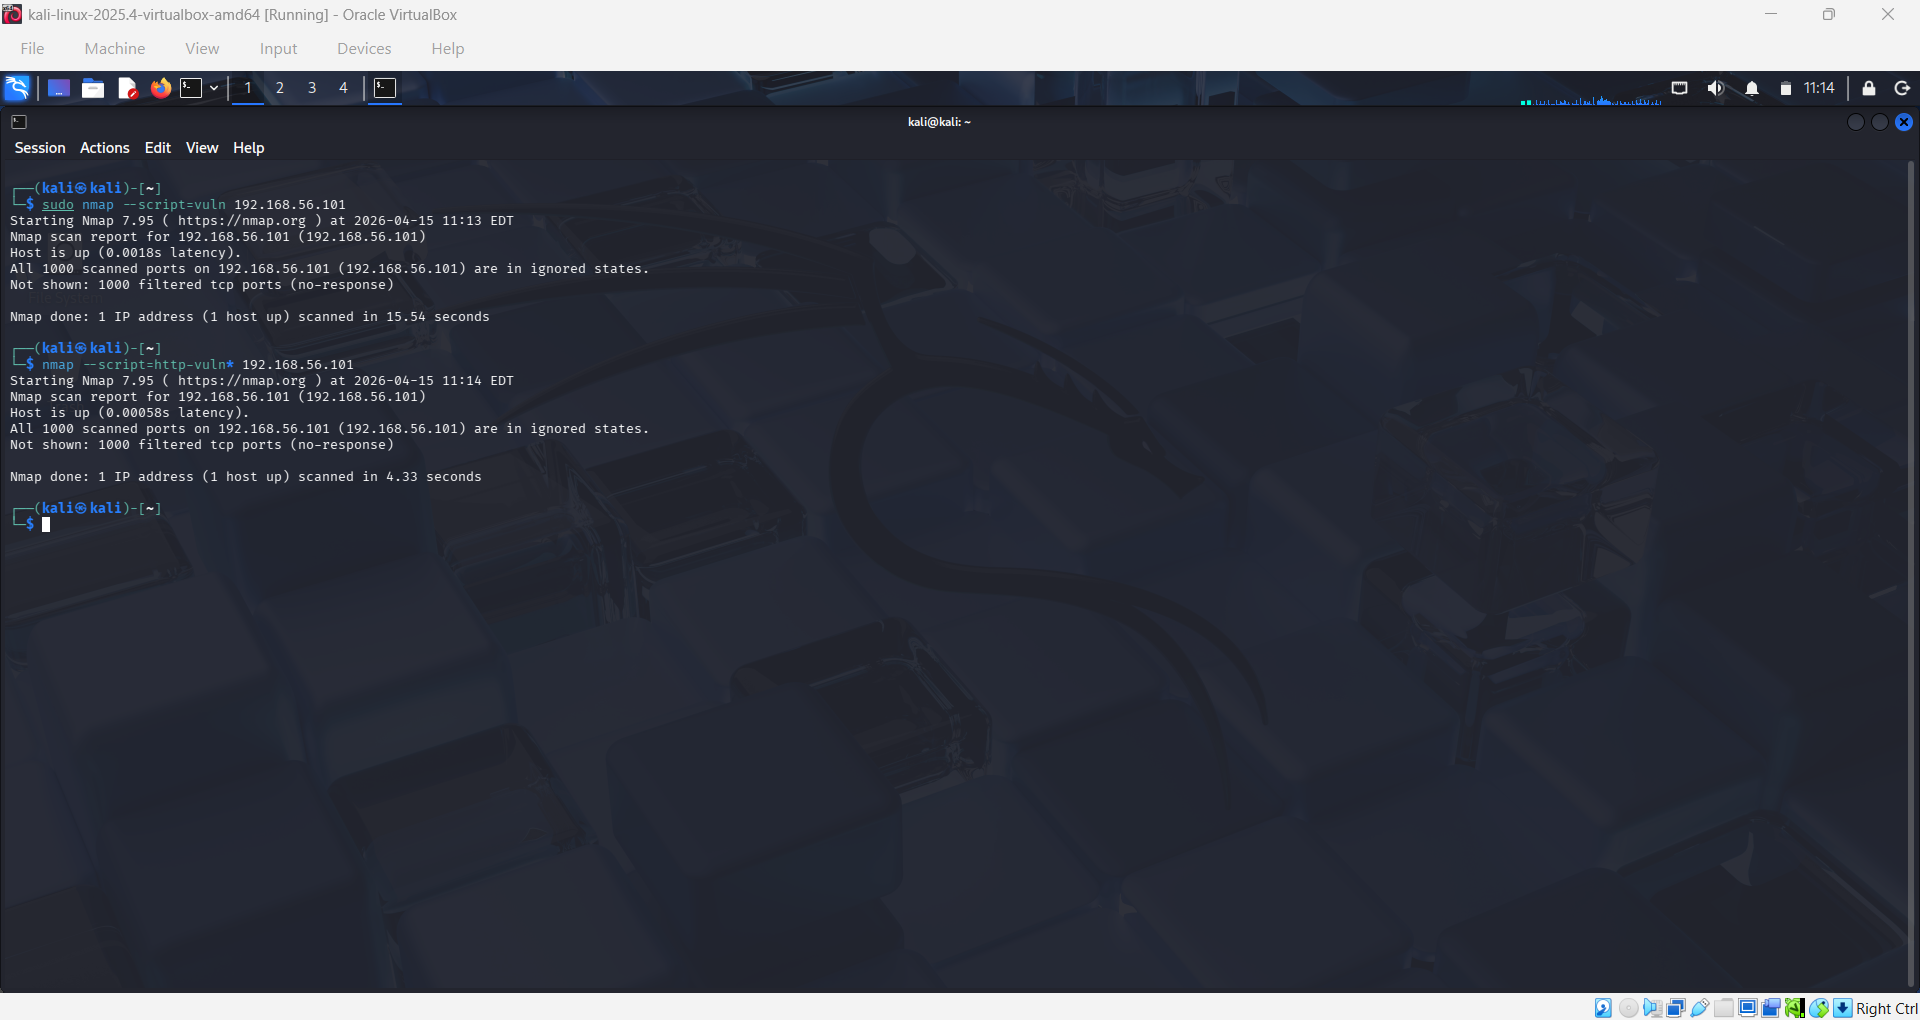 kali-linux-2025.4-virtualbox-amd64 [Running] - Oracle VirtualBox
File Machine View Input Devices Help
1 2 3 4 11:14
kali@kali: ~
Session Actions Edit View Help
┌──(kali㉿kali)-[~]
└─$ sudo nmap --script=vuln 192.168.56.101
Starting Nmap 7.95 ( https://nmap.org ) at 2026-04-15 11:13 EDT
Nmap scan report for 192.168.56.101 (192.168.56.101)
Host is up (0.0018s latency).
All 1000 scanned ports on 192.168.56.101 (192.168.56.101) are in ignored states.
Not shown: 1000 filtered tcp ports (no-response)
Nmap done: 1 IP address (1 host up) scanned in 15.54 seconds
┌──(kali㉿kali)-[~]
└─$ nmap --script=http-vuln* 192.168.56.101
Starting Nmap 7.95 ( https://nmap.org ) at 2026-04-15 11:14 EDT
Nmap scan report for 192.168.56.101 (192.168.56.101)
Host is up (0.00058s latency).
All 1000 scanned ports on 192.168.56.101 (192.168.56.101) are in ignored states.
Not shown: 1000 filtered tcp ports (no-response)
Nmap done: 1 IP address (1 host up) scanned in 4.33 seconds
┌──(kali㉿kali)-[~]
└─$
Right Ctrl